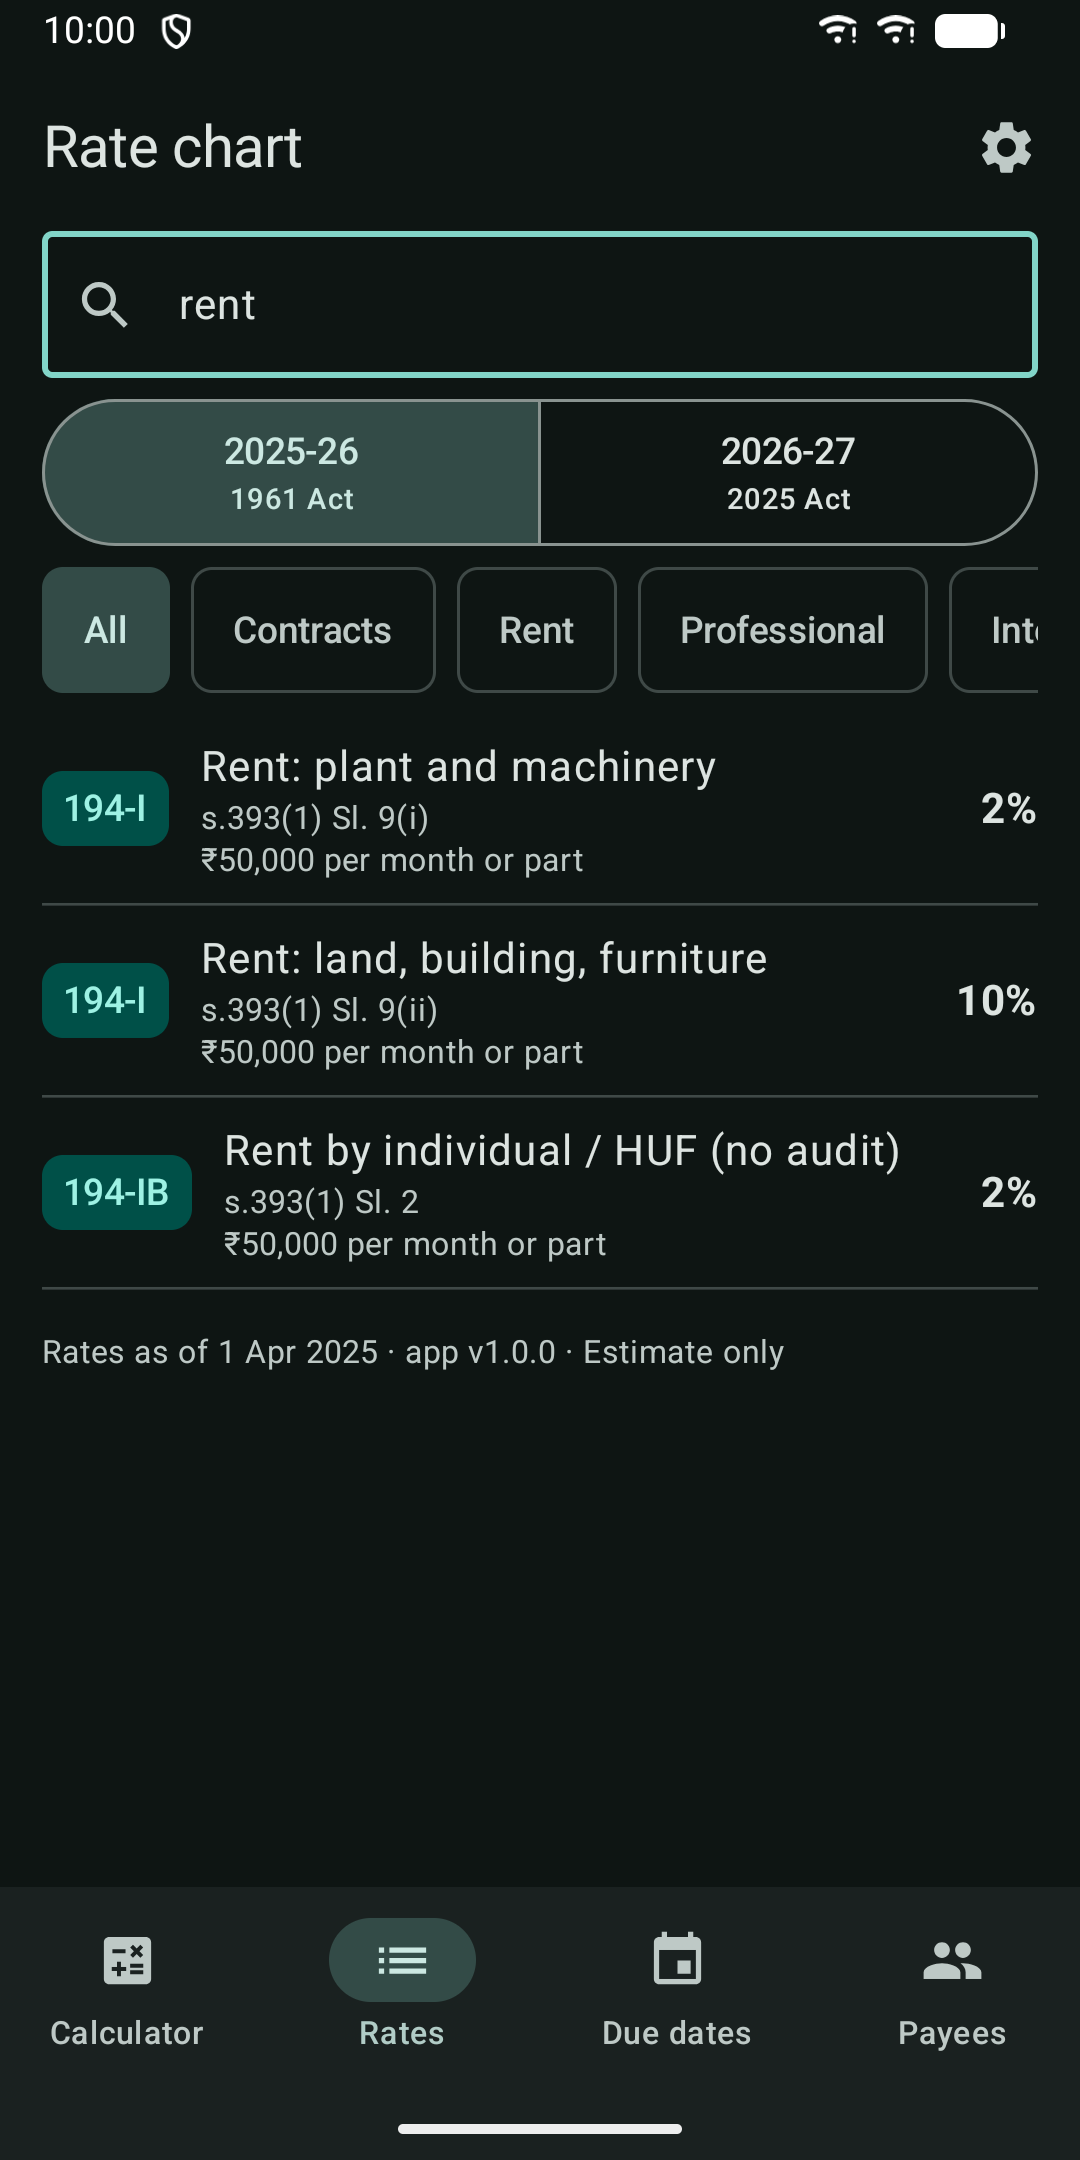 10:00
Rate chart
rent
2025-26
1961 Act
2026-27
2025 Act
All
Contracts
Rent
Professional
194-I
Rent: plant and machinery
s.393(1) Sl. 9(i)
₹50,000 per month or part
2%
194-I
Rent: land, building, furniture
s.393(1) Sl. 9(ii)
₹50,000 per month or part
10%
194-IB
Rent by individual / HUF (no audit)
s.393(1) Sl. 2
₹50,000 per month or part
2%
Rates as of 1 Apr 2025 · app v1.0.0 · Estimate only
Calculator
Rates
Due dates
Payees